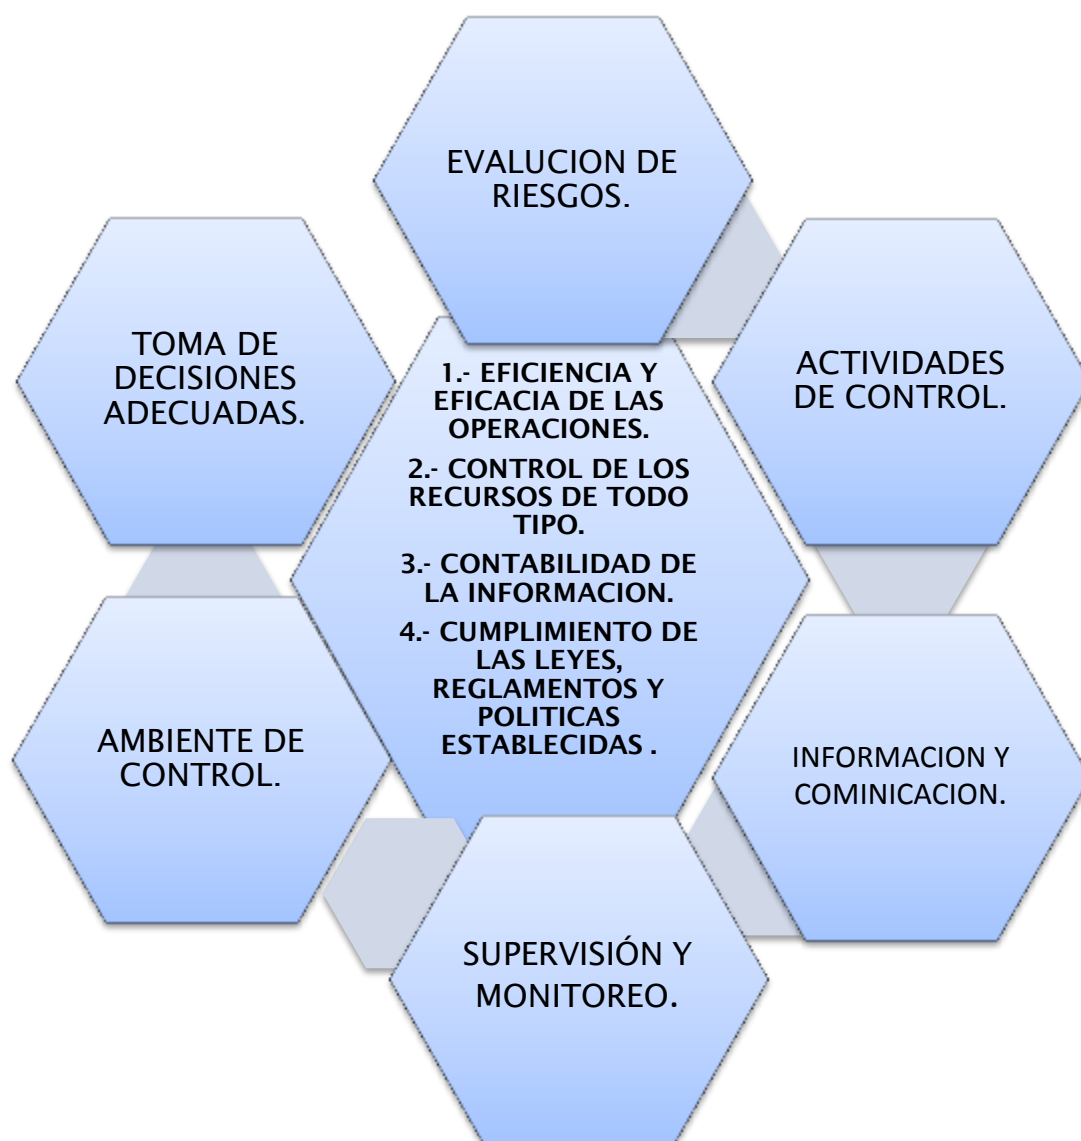 EVALUCION DE
RIESGOS.
TOMA DE
DECISIONES
ADECUADAS.
ACTIVIDADES
DE CONTROL.
1.- EFICIENCIA Y
EFICACIA DE LAS
OPERACIONES.
2.- CONTROL DE LOS
RECURSOS DE TODO
TIPO.
3.- CONTABILIDAD DE
LA INFORMACION.
4.- CUMPLIMIENTO DE
LAS LEYES,
REGLAMENTOS Y
POLITICAS
ESTABLECIDAS .
AMBIENTE DE
CONTROL.
INFORMACION Y
COMINICACION.
SUPERVISIÓN Y
MONITOREO.